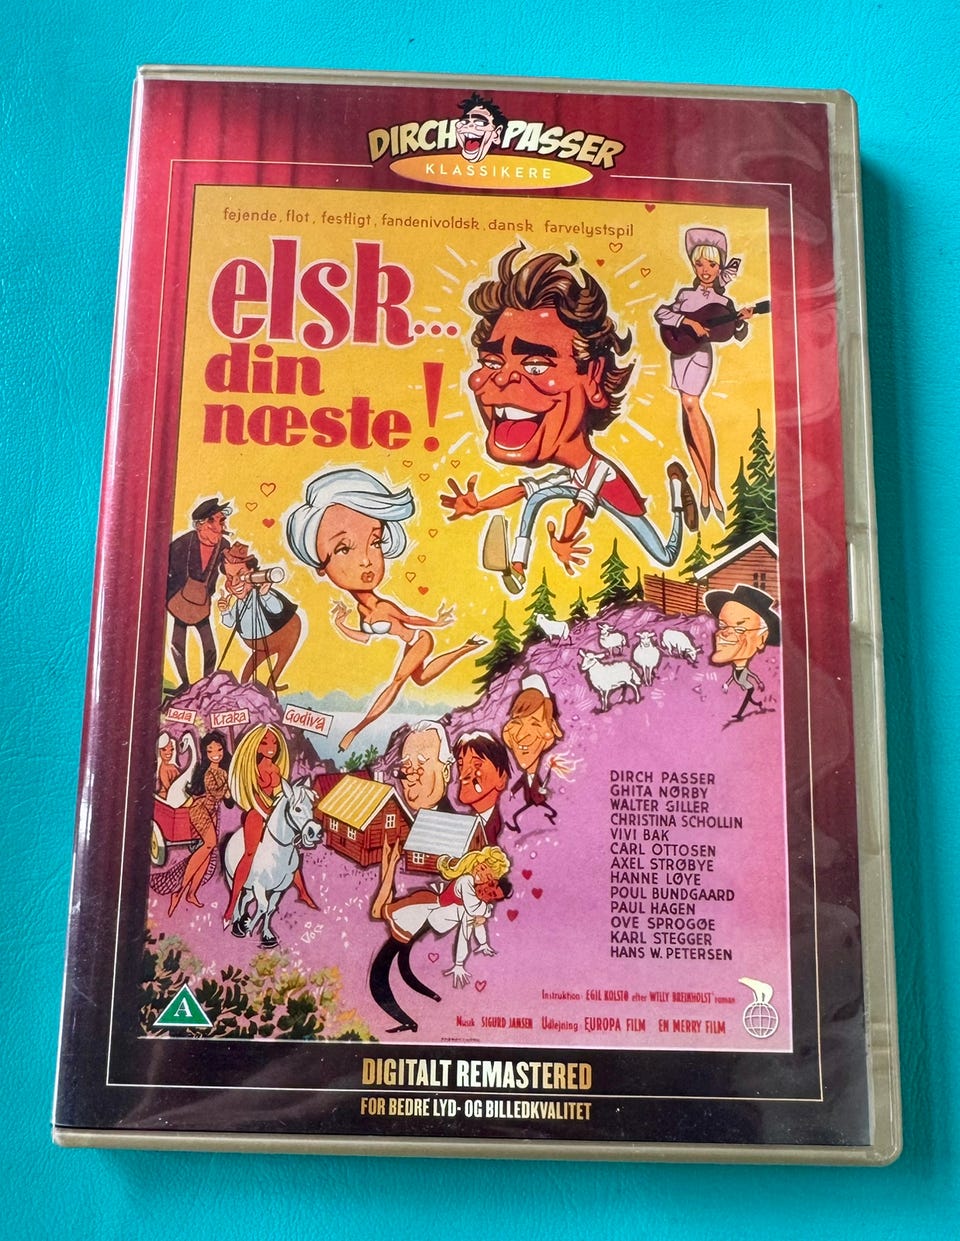 DIRCH PASSER
KLASSIKERE
fejende, flot, festligt, fandenivoldsk, dansk farvelystspil
elsk...
din
næste!
Leda
Kraka
Godiva
DIRCH PASSER
GHITA NØRBY
WALTER GILLER
CHRISTINA SCHOLLIN
VIVI BAK
CARL OTTOSEN
AXEL STRØBYE
HANNE LØYE
POUL BUNDGAARD
PAUL HAGEN
OVE SPROGØE
KARL STEGGER
HANS W. PETERSEN
Instruktion: EGIL KOLSTØ efter WILLY BREINHOLST' roman
Musik SIGURD JANSEN Udlejning: EUROPA FILM EN MERRY FILM
A
DIGITALT REMASTERED
FOR BEDRE LYD- OG BILLEDKVALITET